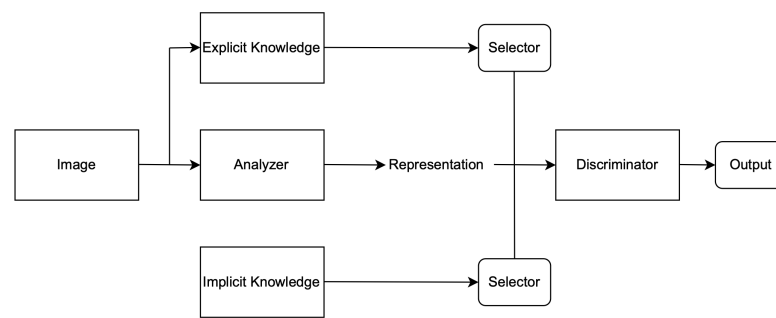 Explicit Knowledge
Selector
Image
Analyzer
Representation
Discriminator
Output
Implicit Knowledge
Selector